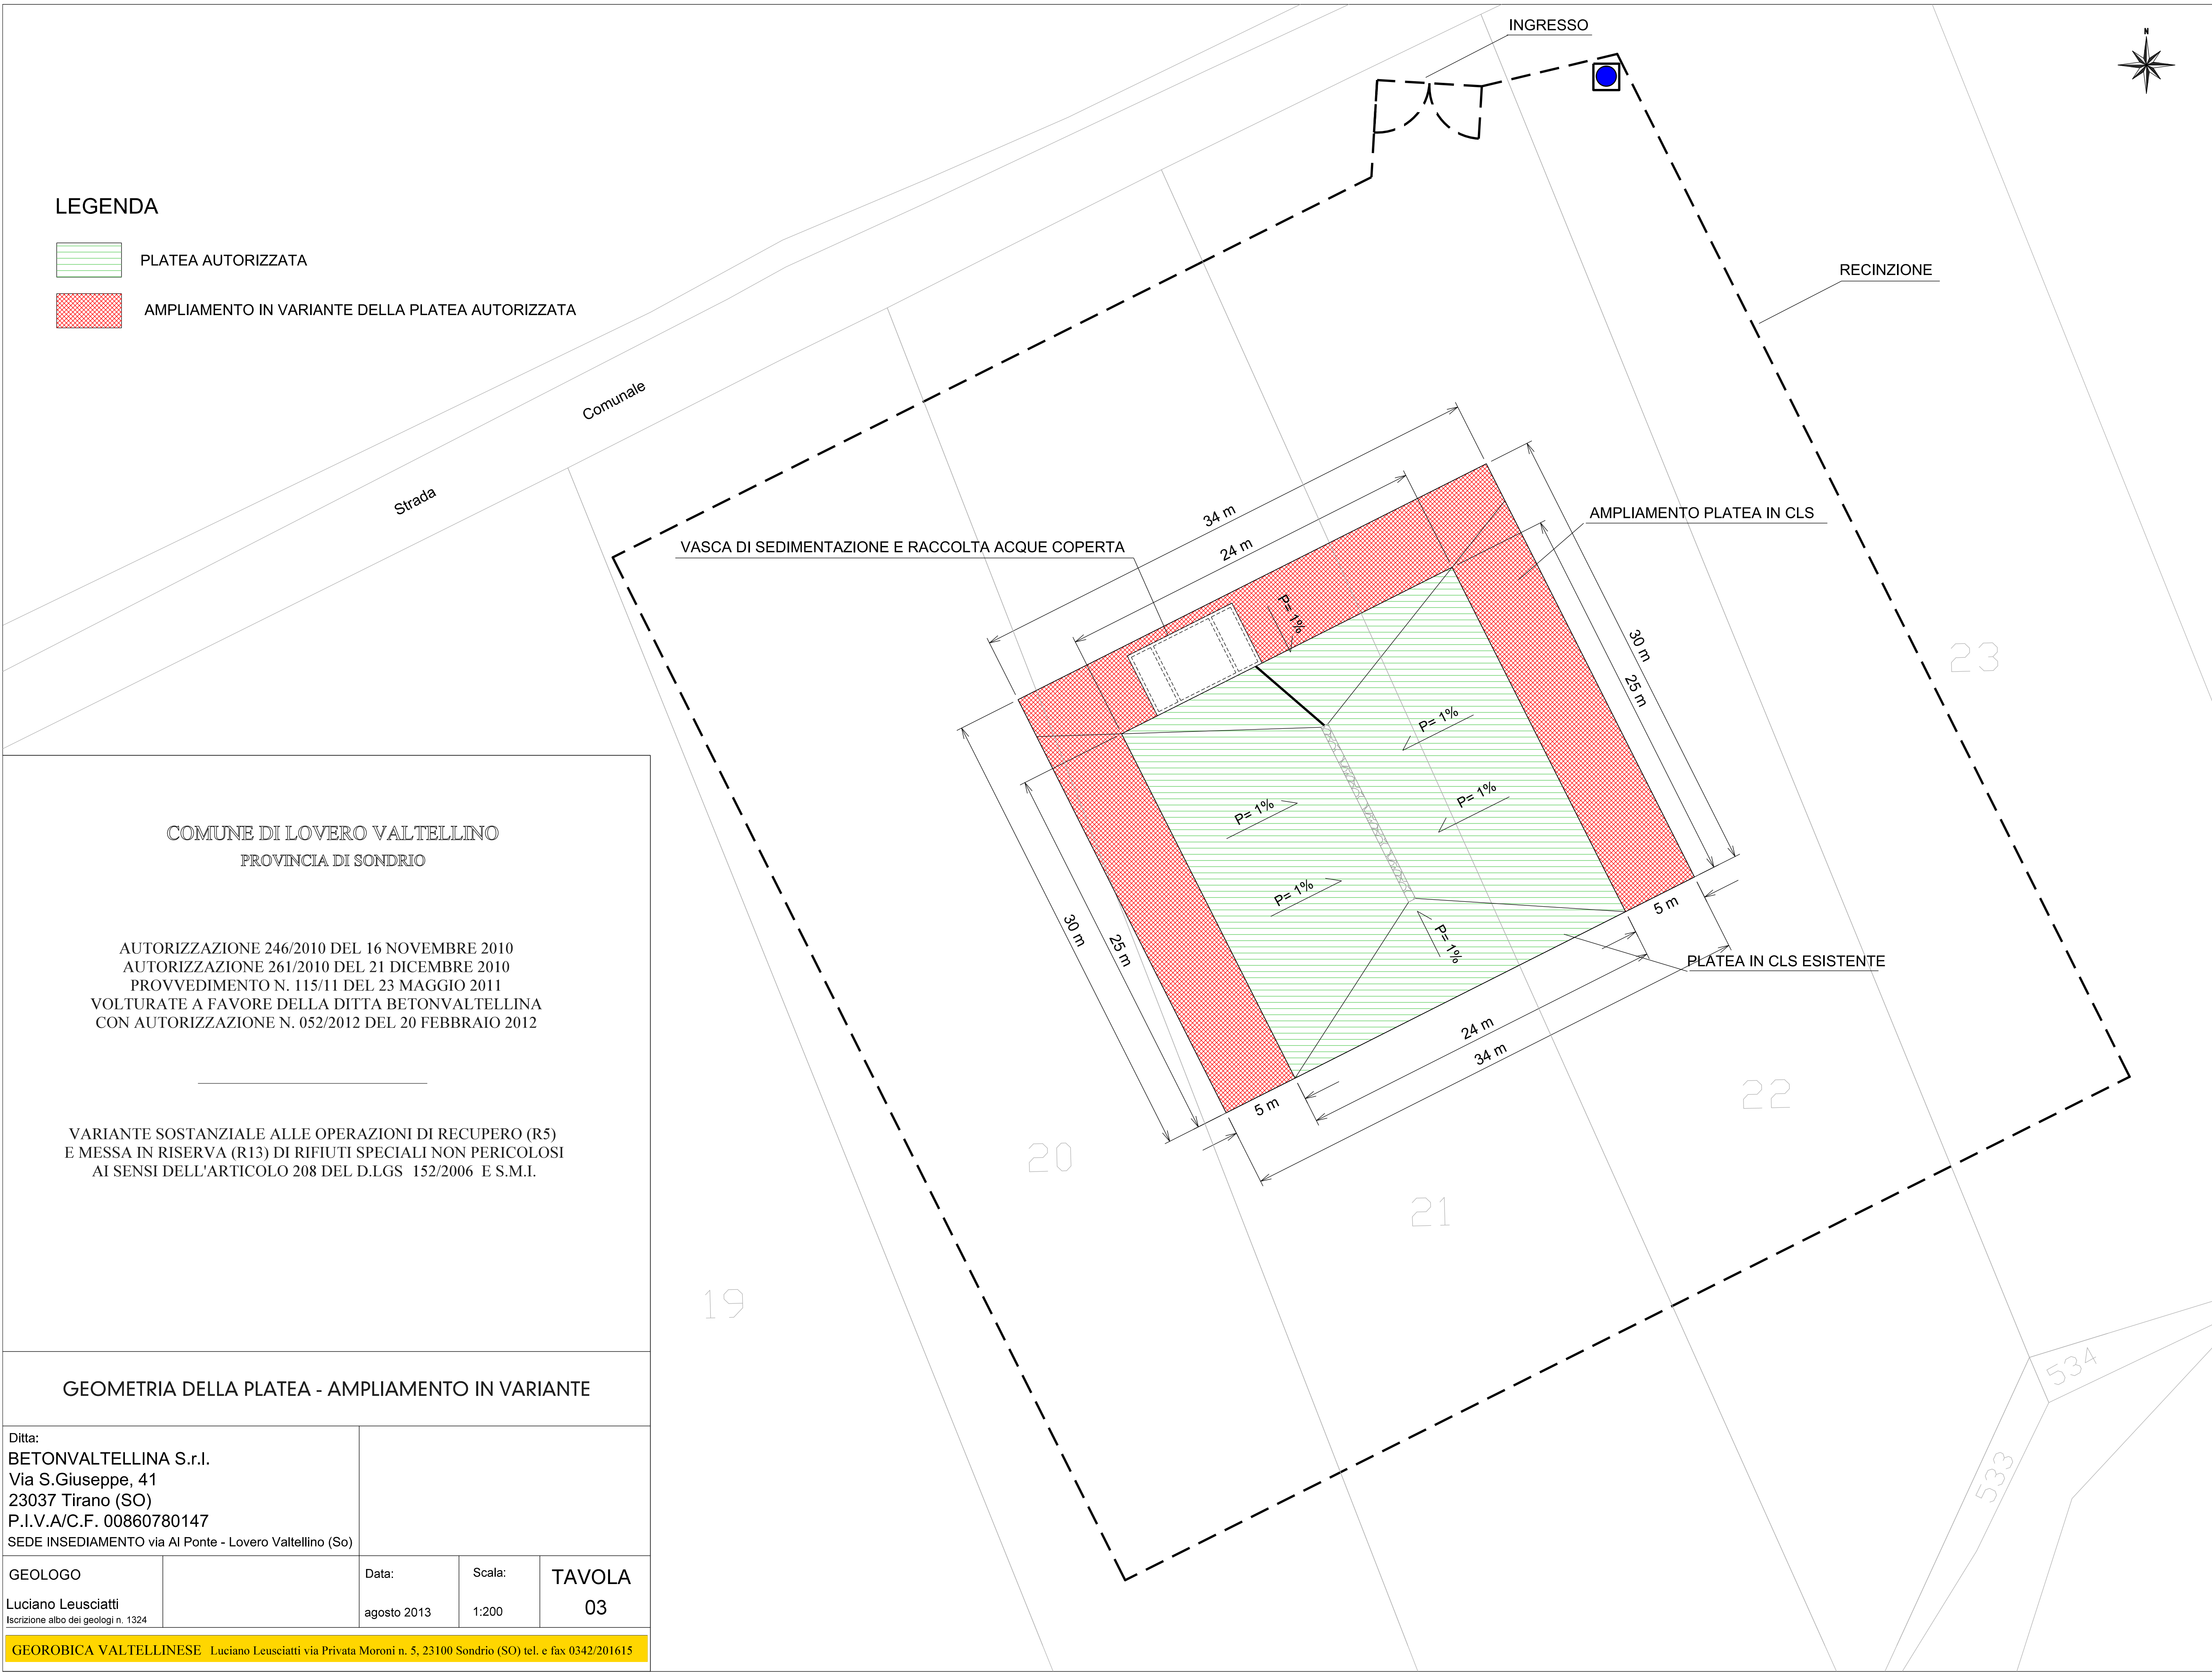 INGRESSO
N
LEGENDA
PLATEA AUTORIZZATA
AMPLIAMENTO IN VARIANTE DELLA PLATEA AUTORIZZATA
RECINZIONE
Strada
Comunale
34 m
24 m
AMPLIAMENTO PLATEA IN CLS
VASCA DI SEDIMENTAZIONE E RACCOLTA ACQUE COPERTA
P= 1%
30 m
25 m
23
P= 1%
P= 1%
P= 1%
P= 1%
P= 1%
30 m
25 m
5 m
PLATEA IN CLS ESISTENTE
24 m
34 m
5 m
22
20
21
19
534
533
COMUNE DI LOVERO VALTELLINO
PROVINCIA DI SONDRIO
AUTORIZZAZIONE 246/2010 DEL 16 NOVEMBRE 2010
AUTORIZZAZIONE 261/2010 DEL 21 DICEMBRE 2010
PROVVEDIMENTO N. 115/11 DEL 23 MAGGIO 2011
VOLTURATE A FAVORE DELLA DITTA BETONVALTELLINA
CON AUTORIZZAZIONE N. 052/2012 DEL 20 FEBBRAIO 2012
VARIANTE SOSTANZIALE ALLE OPERAZIONI DI RECUPERO (R5)
E MESSA IN RISERVA (R13) DI RIFIUTI SPECIALI NON PERICOLOSI
AI SENSI DELL'ARTICOLO 208 DEL D.LGS 152/2006 E S.M.I.
GEOMETRIA DELLA PLATEA - AMPLIAMENTO IN VARIANTE
Ditta:
BETONVALTELLINA S.r.l.
Via S.Giuseppe, 41
23037 Tirano (SO)
P.I.V.A/C.F. 00860780147
SEDE INSEDIAMENTO via Al Ponte - Lovero Valtellino (So)
GEOLOGO
Luciano Leusciatti
Iscrizione albo dei geologi n. 1324
Data:
agosto 2013
Scala:
1:200
TAVOLA
03
GEOROBICA VALTELLINESE Luciano Leusciatti via Privata Moroni n. 5, 23100 Sondrio (SO) tel. e fax 0342/201615